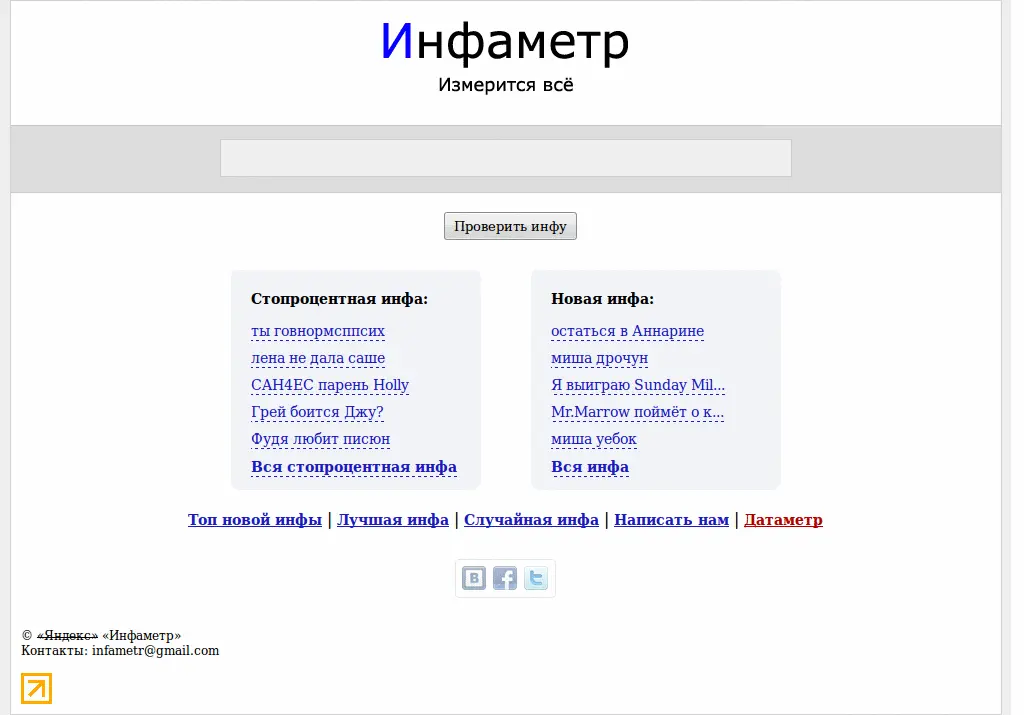 Инфаметр
Измерится всё
Проверить инфу
Стопроцентная инфа:
ты говнормсппсих
лена не дала саше
CAH4EC парень Holly
Грей боится Джу?
Фудя любит писюн
Вся стопроцентная инфа
Новая инфа:
остаться в Аннарине
миша дрочун
Я выиграю Sunday Mil...
Mr.Marrow поймёт о к...
миша уебок
Вся инфа
Топ новой инфы | Лучшая инфа | Случайная инфа | Написать нам | Датаметр
© «Яндекс» «Инфаметр»
Контакты: infametr@gmail.com